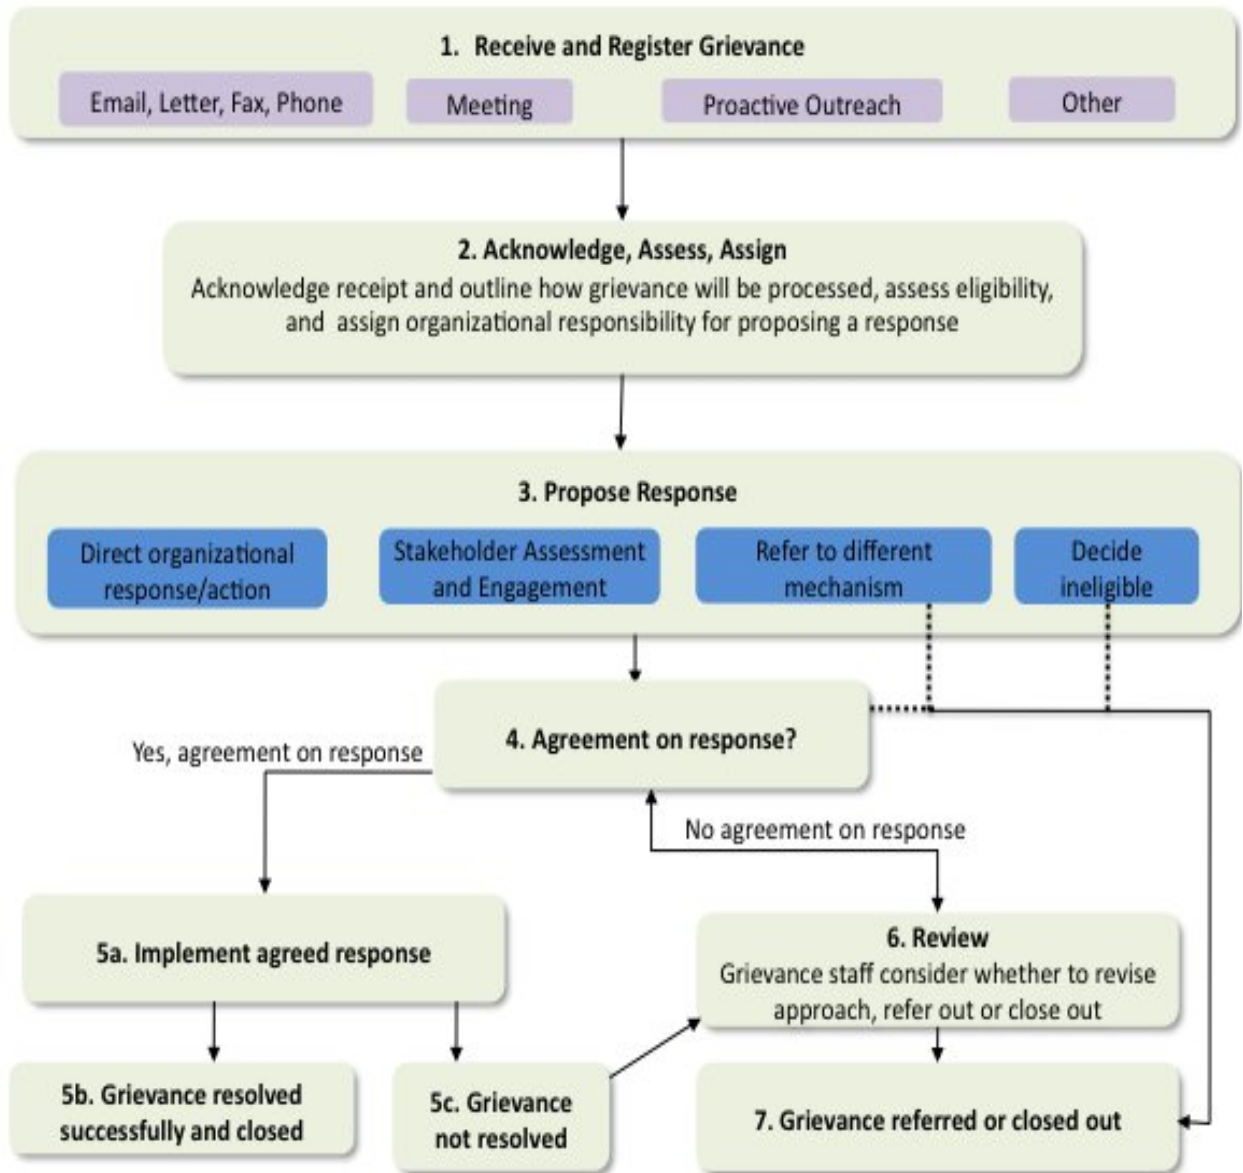 1. Receive and Register Grievance
Email, Letter, Fax, Phone
Meeting
Proactive Outreach
Other
2. Acknowledge, Assess, Assign
Acknowledge receipt and outline how grievance will be processed, assess eligibility,
and assign organizational responsibility for proposing a response
3. Propose Response
Direct organizational
response/action
Stakeholder Assessment
and Engagement
Refer to different
mechanism
Decide
ineligible
4. Agreement on response?
Yes, agreement on response
No agreement on response
5a. Implement agreed response
6. Review
Grievance staff consider whether to revise
approach, refer out or close out
5b. Grievance resolved
successfully and closed
5c. Grievance
not resolved
7. Grievance referred or closed out